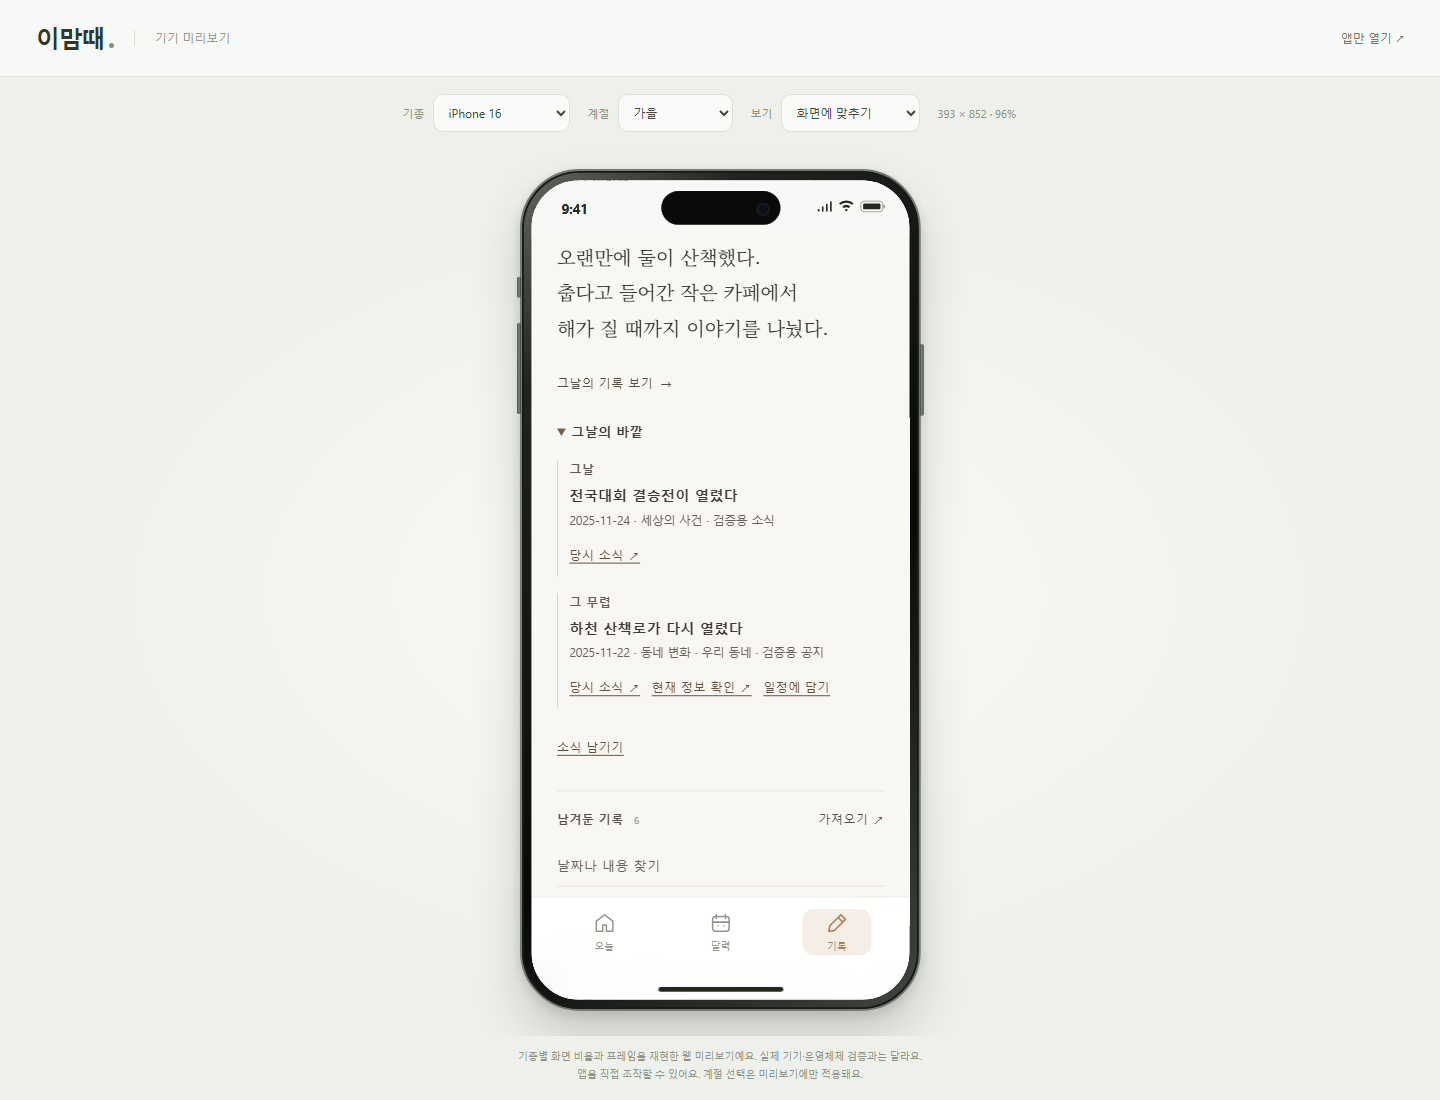 이맘때.
기기 미리보기
앱만 열기 ↗
기종 iPhone 16 계절 가을 보기 화면에 맞추기 393 × 852 · 96%
9:41
오랜만에 둘이 산책했다.
춥다고 들어간 작은 카페에서
해가 질 때까지 이야기를 나눴다.
그날의 기록 보기 →
▼ 그날의 바깥
그날
전국대회 결승전이 열렸다
2025-11-24 · 세상의 사건 · 검증용 소식
당시 소식 ↗
그 무렵
하천 산책로가 다시 열렸다
2025-11-22 · 동네 변화 · 우리 동네 · 검증용 공지
당시 소식 ↗ 현재 정보 확인 ↗ 일정에 담기
소식 남기기
남겨둔 기록 6 가져오기 ↗
날짜나 내용 찾기
오늘 달력 기록
기종별 화면 비율과 프레임을 재현한 웹 미리보기예요. 실제 기기·운영체제 검증과는 달라요.
앱을 직접 조작할 수 있어요. 계절 선택은 미리보기에만 적용돼요.